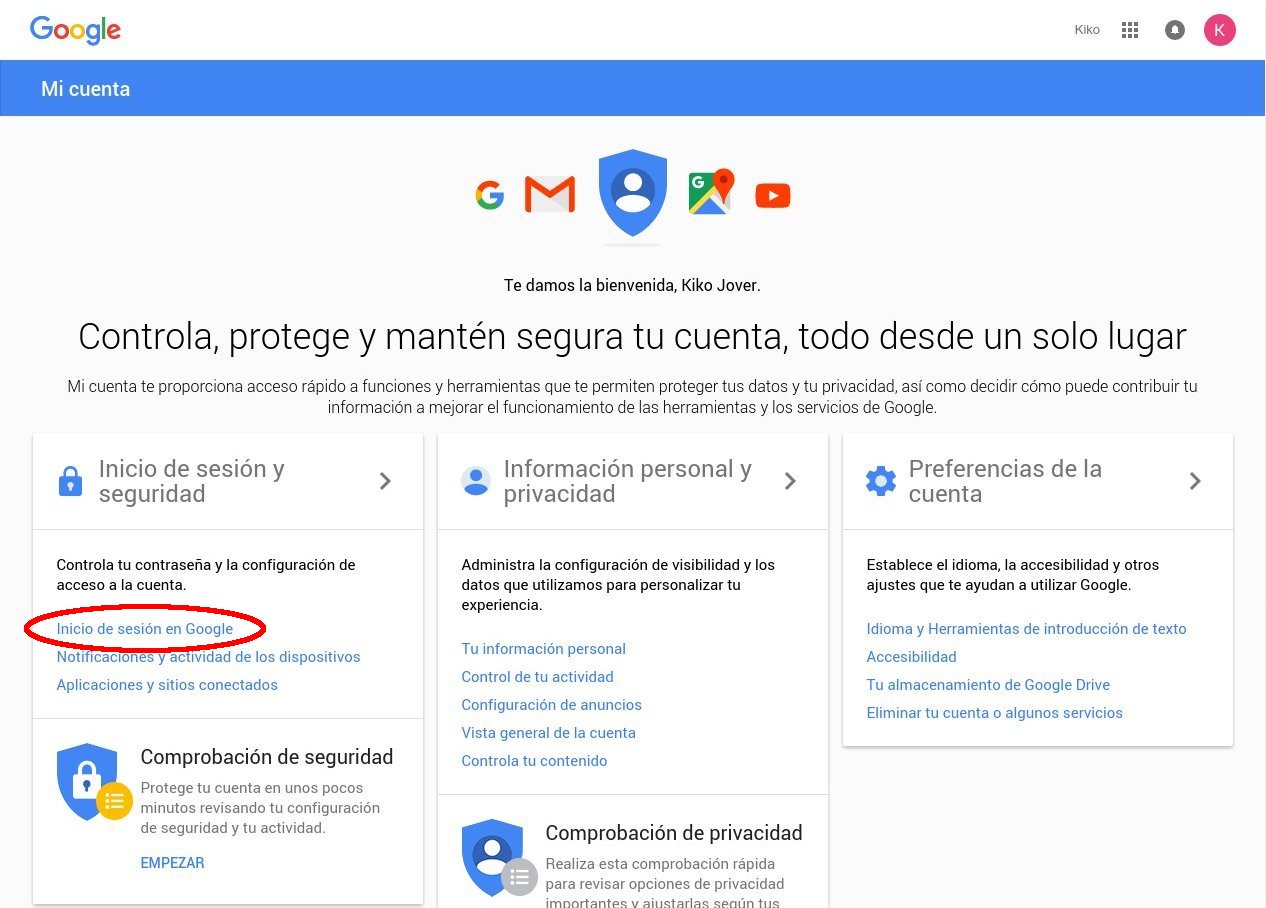 Google
Kiko
K
Mi cuenta
G
G
Te damos la bienvenida, Kiko Jover.
Controla, protege y mantén segura tu cuenta, todo desde un solo lugar
Mi cuenta te proporciona acceso rápido a funciones y herramientas que te permiten proteger tus datos y tu privacidad, así como decidir cómo puede contribuir tu
información a mejorar el funcionamiento de las herramientas y los servicios de Google.
Inicio de sesión y
seguridad
Controla tu contraseña y la configuración de
acceso a la cuenta.
Inicio de sesión en Google
Notificaciones y actividad de los dispositivos
Aplicaciones y sitios conectados
Comprobación de seguridad
Protege tu cuenta en unos pocos
minutos revisando tu configuración
de seguridad y tu actividad.
EMPEZAR
Información personal y
privacidad
Administra la configuración de visibilidad y los
datos que utilizamos para personalizar tu
experiencia.
Tu información personal
Control de tu actividad
Configuración de anuncios
Vista general de la cuenta
Controla tu contenido
Comprobación de privacidad
Realiza esta comprobación rápida
para revisar opciones de privacidad
importantes y ajustarlas según tus
Preferencias de la
cuenta
Establece el idioma, la accesibilidad y otros
ajustes que te ayudan a utilizar Google.
Idioma y Herramientas de introducción de texto
Accesibilidad
Tu almacenamiento de Google Drive
Eliminar tu cuenta o algunos servicios